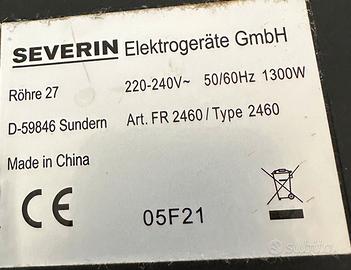 SEVERIN Elektrogeräte GmbH
Röhre 27 220-240V~ 50/60Hz 1300W
D-59846 Sundern Art. FR 2460/Type 2460
Made in China
CE
05F21
subito